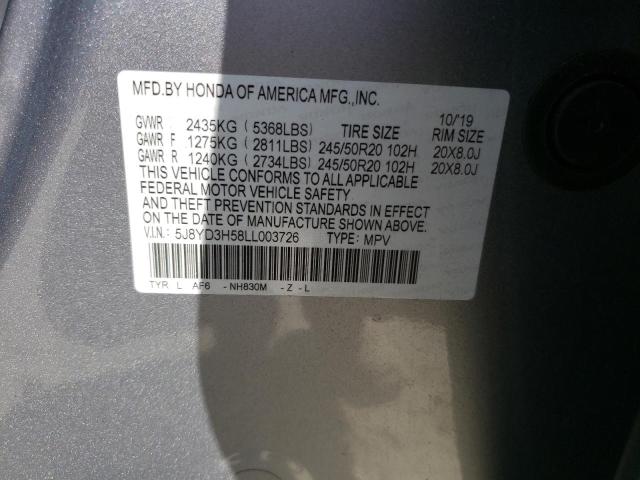 MFD.BY HONDA OF AMERICA MFG.,INC.
10/'19
GVWR 2435KG ( 5368LBS) TIRE SIZE RIM SIZE
GAWR F 1275KG ( 2811LBS) 245/50R20 102H 20X8.0J
GAWR R 1240KG ( 2734LBS) 245/50R20 102H 20X8.0J
THIS VEHICLE CONFORMS TO ALL APPLICABLE
FEDERAL MOTOR VEHICLE SAFETY
AND THEFT PREVENTION STANDARDS IN EFFECT
ON THE DATE OF MANUFACTURE SHOWN ABOVE.
V.I.N.: 5J8YD3H58LL003726 TYPE: MPV
TYR L AF6 - NH830M - Z - L